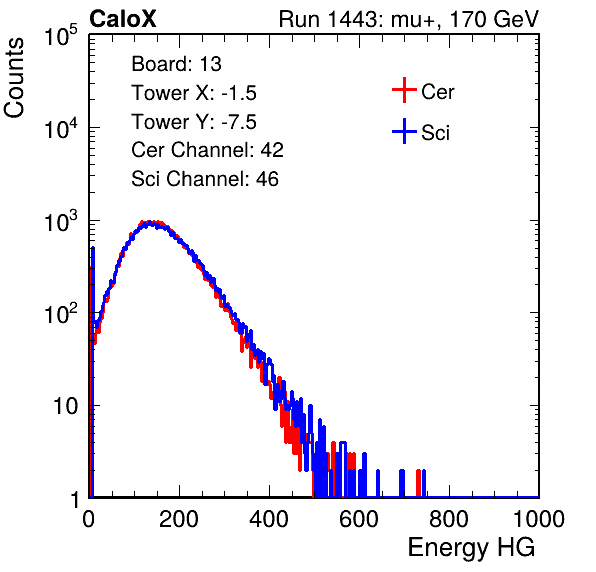 CaloX Run 1443: mu+, 170 GeV
Counts
Board: 13
Tower X: -1.5
Tower Y: -7.5
Cer Channel: 42
Sci Channel: 46
Cer
Sci
10^5
10^4
10^3
10^2
10
1
0 200 400 600 800 1000
Energy HG